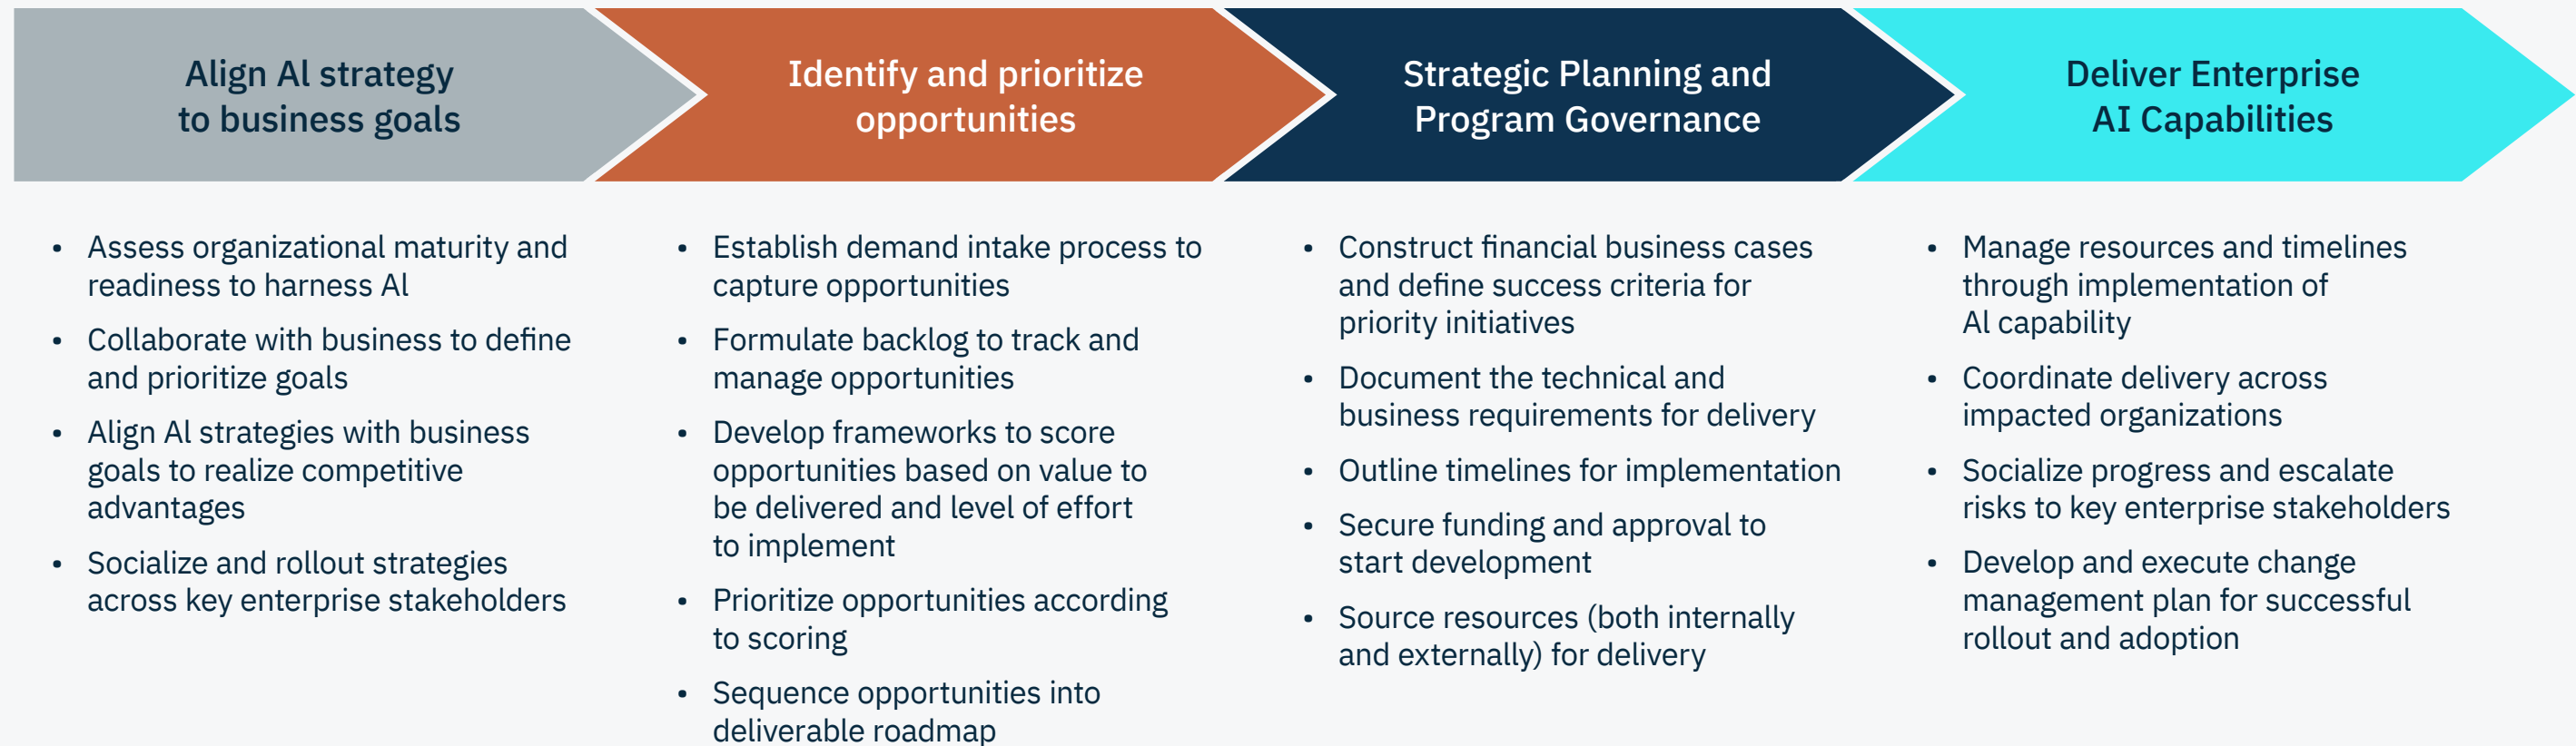 Align Al strategy
to business goals
Identify and prioritize
opportunities
Strategic Planning and
Program Governance
Deliver Enterprise
AI Capabilities
• Assess organizational maturity and
readiness to harness Al
• Collaborate with business to define
and prioritize goals
• Align Al strategies with business
goals to realize competitive
advantages
• Socialize and rollout strategies
across key enterprise stakeholders
• Establish demand intake process to
capture opportunities
• Formulate backlog to track and
manage opportunities
• Develop frameworks to score
opportunities based on value to
be delivered and level of effort
to implement
• Prioritize opportunities according
to scoring
• Sequence opportunities into
deliverable roadmap
• Construct financial business cases
and define success criteria for
priority initiatives
• Document the technical and
business requirements for delivery
• Outline timelines for implementation
• Secure funding and approval to
start development
• Source resources (both internally
and externally) for delivery
• Manage resources and timelines
through implementation of
Al capability
• Coordinate delivery across
impacted organizations
• Socialize progress and escalate
risks to key enterprise stakeholders
• Develop and execute change
management plan for successful
rollout and adoption